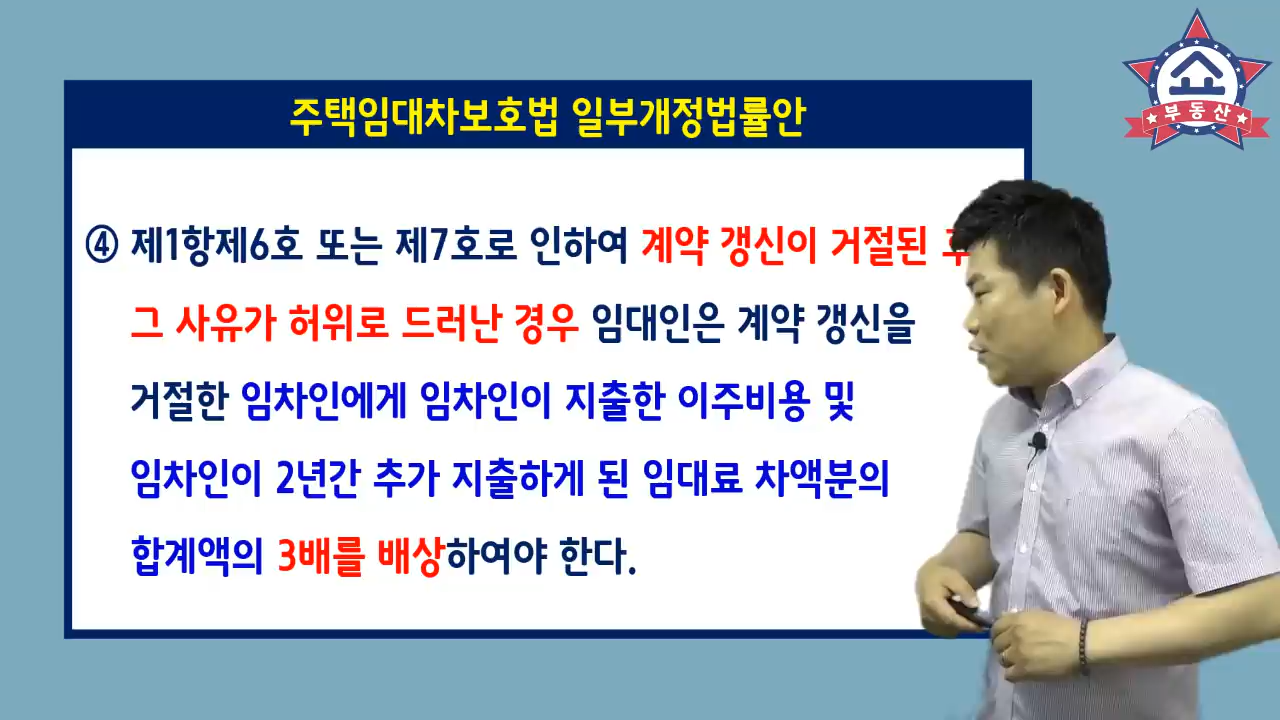 주택임대차보호법 일부개정법률안
부동산
④ 제1항제6호 또는 제7호로 인하여 계약 갱신이 거절된
그 사유가 허위로 드러난 경우 임대인은 계약 갱신을
거절한 임차인에게 임차인이 지출한 이주비용 및
임차인이 2년간 추가 지출하게 된 임대료 차액분의
합계액의 3배를 배상하여야 한다.